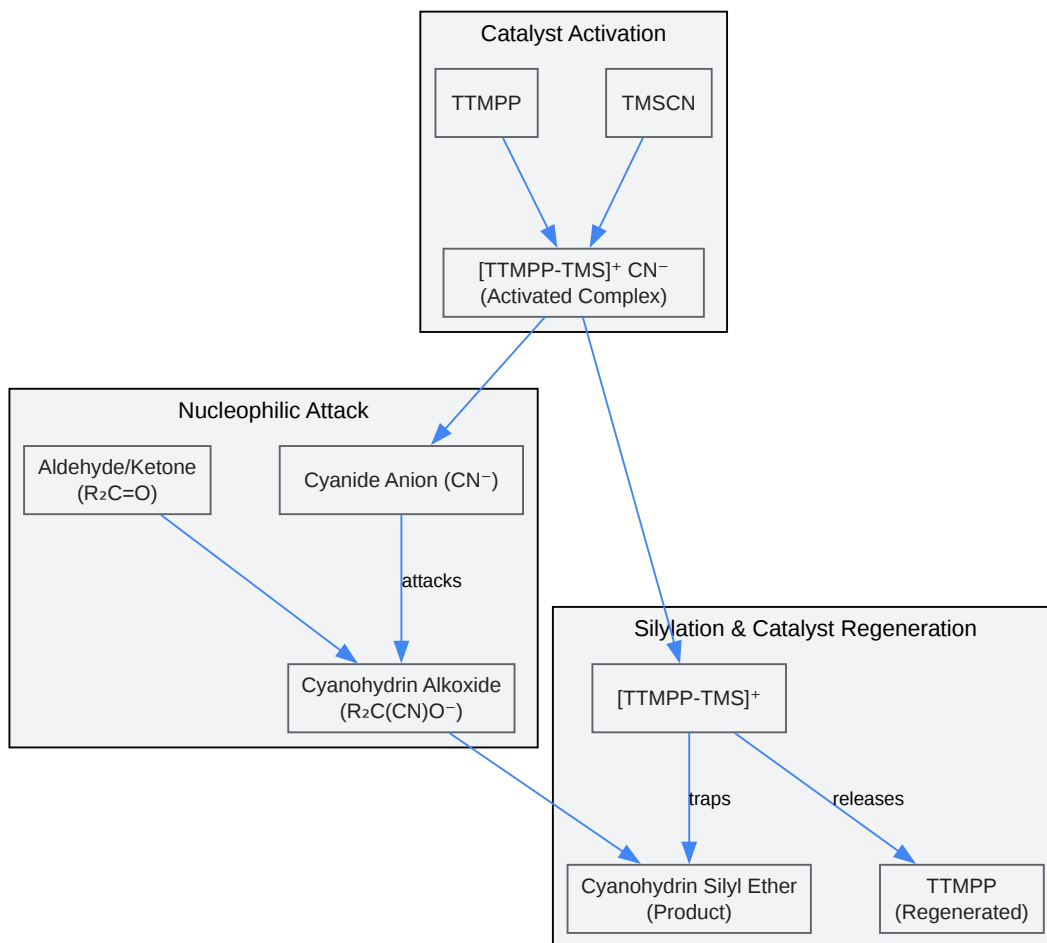 Catalyst Activation
TTMPP
TMSCN
[TTMPP-TMS]⁺ CN⁻
(Activated Complex)
Nucleophilic Attack
Aldehyde/Ketone
(R₂C=O)
Cyanide Anion (CN⁻)
attacks
Cyanohydrin Alkoxide
(R₂C(CN)O⁻)
Silylation & Catalyst Regeneration
[TTMPP-TMS]⁺
traps
releases
Cyanohydrin Silyl Ether
(Product)
TTMPP
(Regenerated)